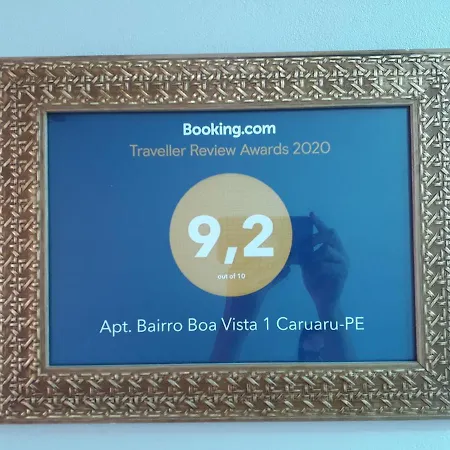 Booking.com
Traveller Review Awards 2020
9,2
out of 10
Apt. Bairro Boa Vista 1 Caruaru-PE